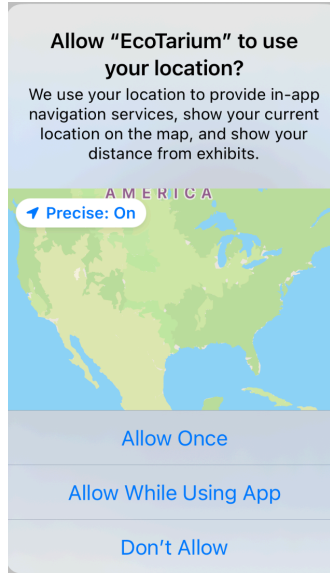 Allow “EcoTarium” to use
your location?
We use your location to provide in-app
navigation services, show your current
location on the map, and show your
distance from exhibits.
AMERICA
Precise: On
Allow Once
Allow While Using App
Don’t Allow